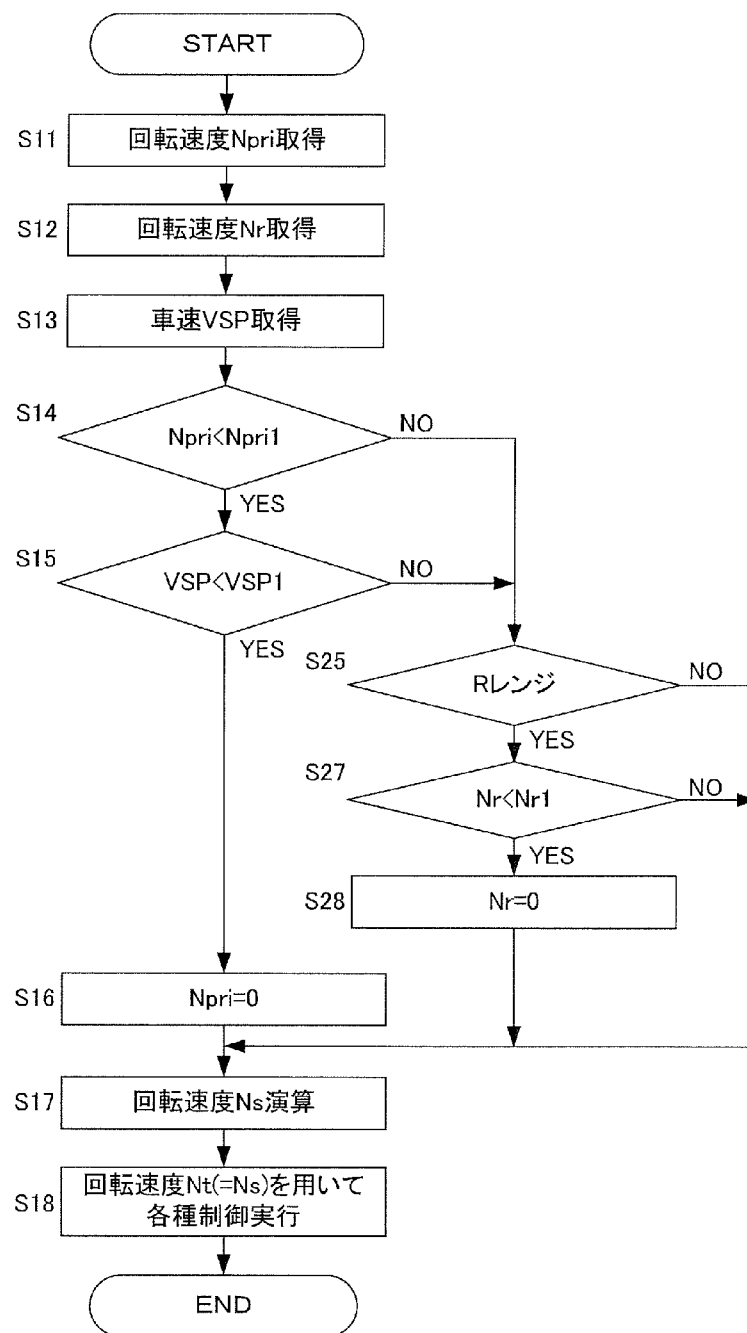 START
S11
回転速度Npri取得
S12
回転速度Nr取得
S13
車速VSP取得
S14
Npri<Npri1
NO
YES
S15
VSP<VSP1
NO
YES
S25
Rレンジ
NO
YES
S27
Nr<Nr1
NO
YES
S28
Nr=0
S16
Npri=0
S17
回転速度Ns演算
S18
回転速度Nt(=Ns)を用いて
各種制御実行
END